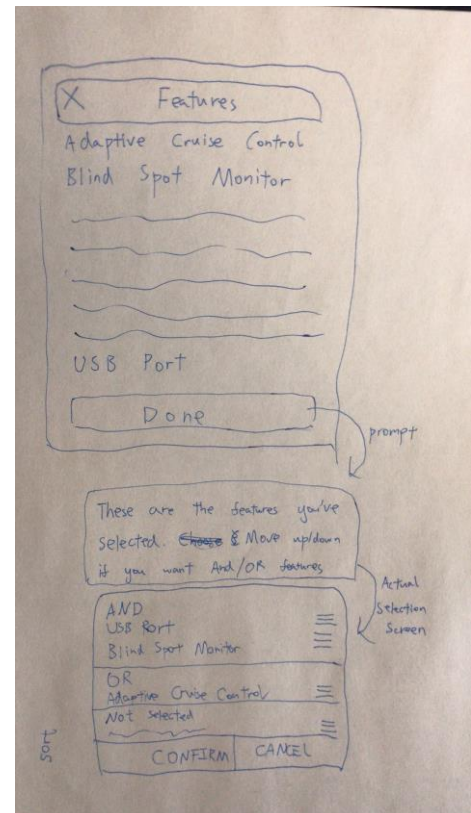 X Features
Adaptive Cruise Control
Blind Spot Monitor
USB Port
Done
prompt
These are the features you've
selected. Choose & Move up/down
if you want And/OR features
Actual
Selection
Screen
AND
USB Port
Blind Spot Monitor
OR
Adaptive Cruise Control
Not selected
CONFIRM CANCEL